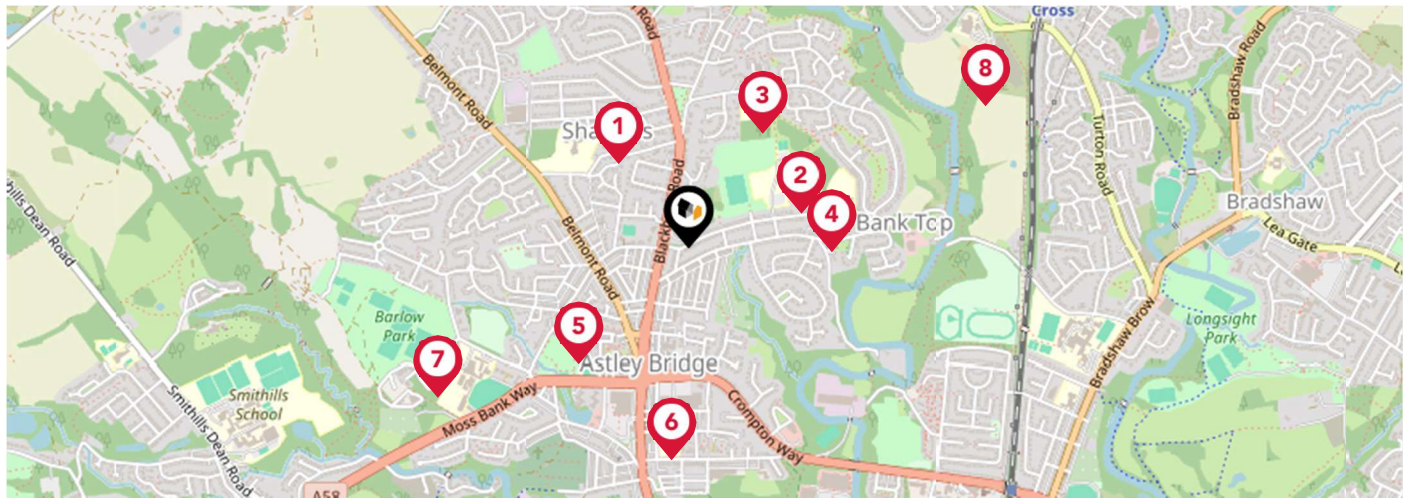 Cross
Road
Belmont Road
Bradshaw Road
8
3
Turton Road
1
2
Road
4
Bank Top
Bradshaw
Lea Gate
Smithills Dean Road
Belmont Road
Barlow
Park
5
Astley Bridge
Longsight
Park
7
Bradshaw Brow
Smithills
School
Moss Bank Way
Crompton Way
6
Smithills Dean Road
A58